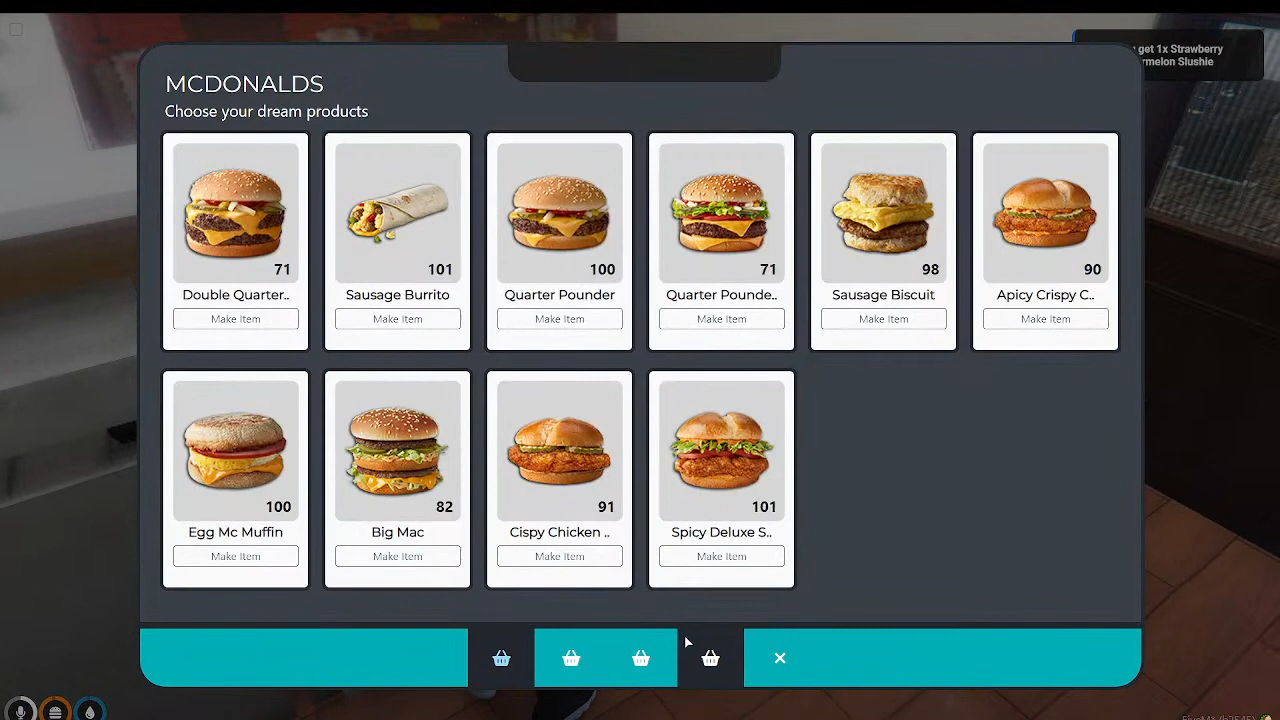 get 1x Strawberry
Slushie
MCDONALDS
Choose your dream products
71
101
100
71
98
90
Double Quarter..
Sausage Burrito
Quarter Pounder
Quarter Pounde..
Sausage Biscuit
Apicy Crispy C..
Make Item
Make Item
Make Item
Make Item
Make Item
Make Item
100
82
91
101
Egg Mc Muffin
Big Mac
Cispy Chicken ..
Spicy Deluxe S..
Make Item
Make Item
Make Item
Make Item